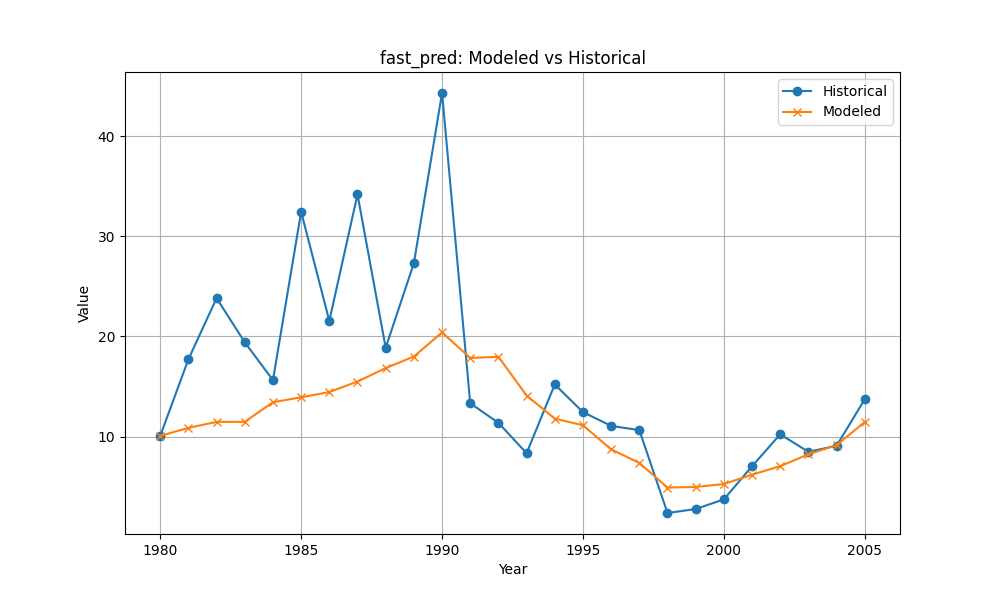 fast_pred: Modeled vs Historical
Historical
Modeled
Value
40
30
20
10
1980
1985
1990
1995
2000
2005
Year